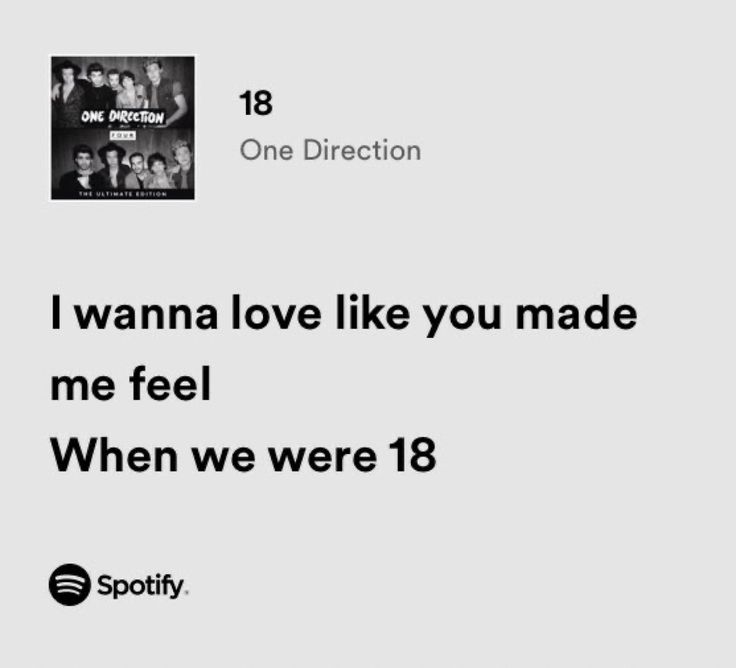 ONE DIRECTION
FOUR
THE ULTIMATE EDITION
18
One Direction
I wanna love like you made
me feel
When we were 18
Spotify®